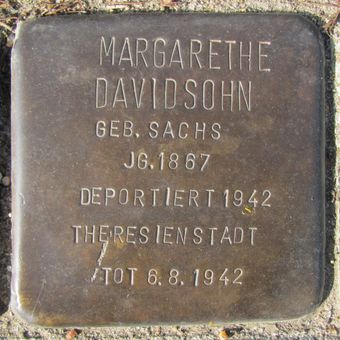 MARGARETHE
DAVIDSOHN
GEB. SACHS
JG. 1867
DEPORTIERT 1942
THERESIENSTADT
TOT 6.8.1942